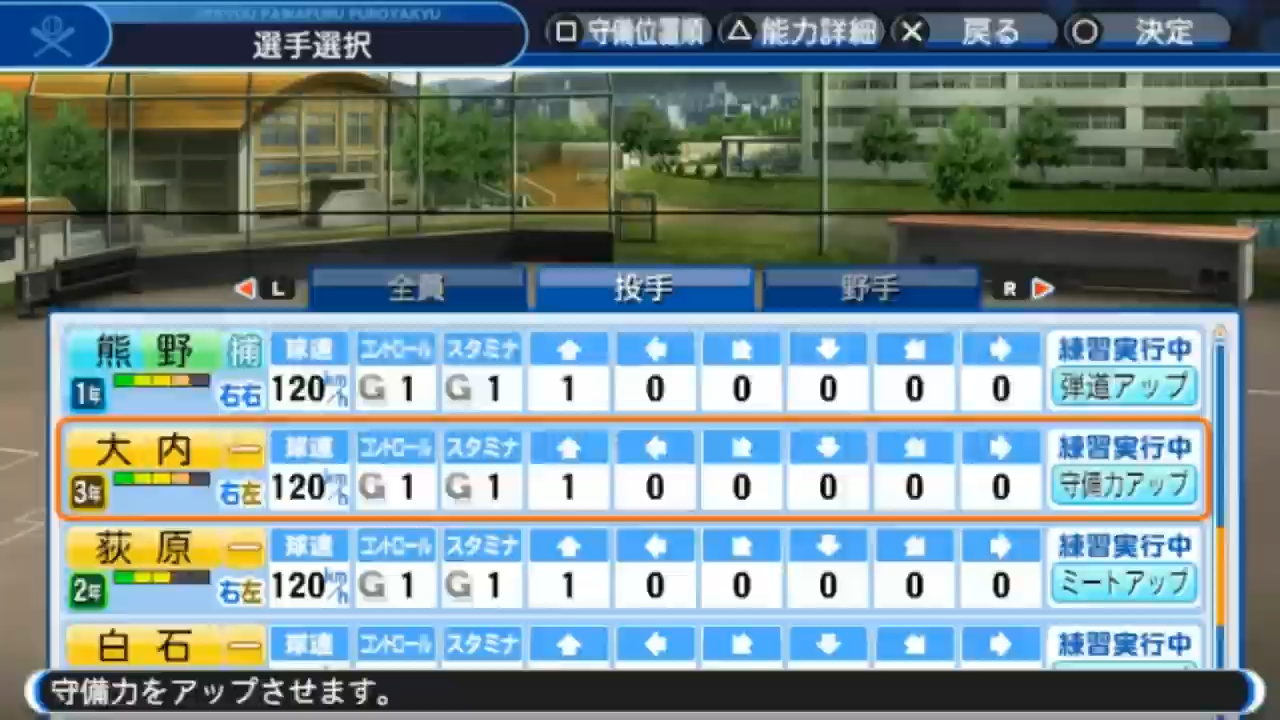 JIKKYOU PAWAFURU PUROYAKYU
選手選択
□ 守備位置順 △ 能力詳細 × 戻る ○ 決定
L 全員 投手 野手 R
熊野 捕 球速 コントロール スタミナ ↑ ← ↘ ↓ ↙ → 練習実行中
1年 右右 120km/h G 1 G 1 1 0 0 0 0 0 弾道アップ
大内 一 球速 コントロール スタミナ ↑ ← ↘ ↓ ↙ → 練習実行中
3年 右左 120km/h G 1 G 1 1 0 0 0 0 0 守備力アップ
荻原 一 球速 コントロール スタミナ ↑ ← ↘ ↓ ↙ → 練習実行中
2年 右左 120km/h G 1 G 1 1 0 0 0 0 0 ミートアップ
白石 一 球速 コントロール スタミナ ↑ ← ↘ ↓ ↙ → 練習実行中
守備力をアップさせます。